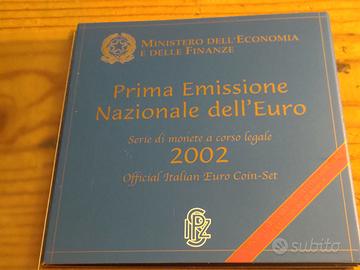 MINISTERO DELL'ECONOMIA
E DELLE FINANZE
Prima Emissione
Nazionale dell'Euro
Serie di monete a corso legale
2002
Official Italian Euro Coin-Set
subito